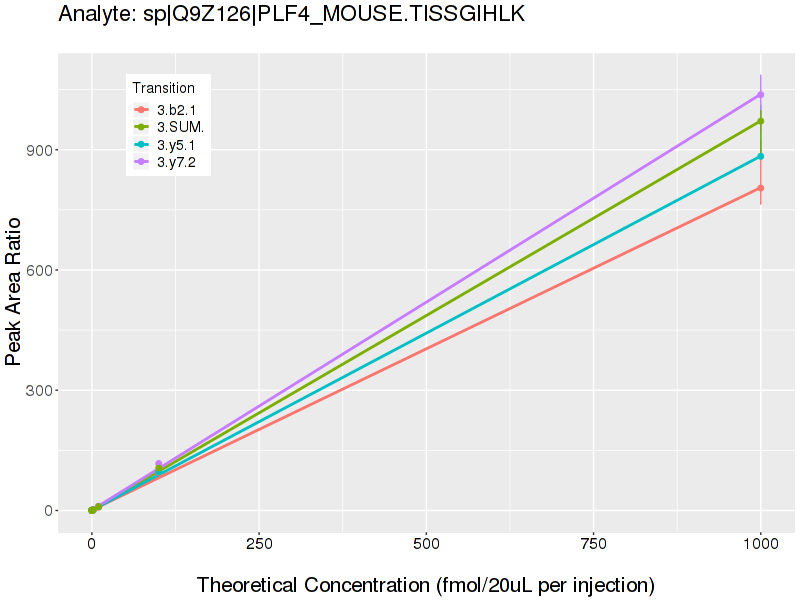 Analyte: sp|Q9Z126|PLF4_MOUSE.TISSGIHLK
Transition
3.b2.1
3.SUM.
3.y5.1
3.y7.2
Peak Area Ratio
900
600
300
0
0 250 500 750 1000
Theoretical Concentration (fmol/20uL per injection)